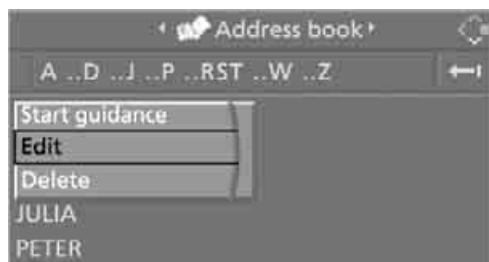 Address book
A ..D ..J ..P ..RST ..W ..Z
Start guidance
Edit
Delete
JULIA
PETER